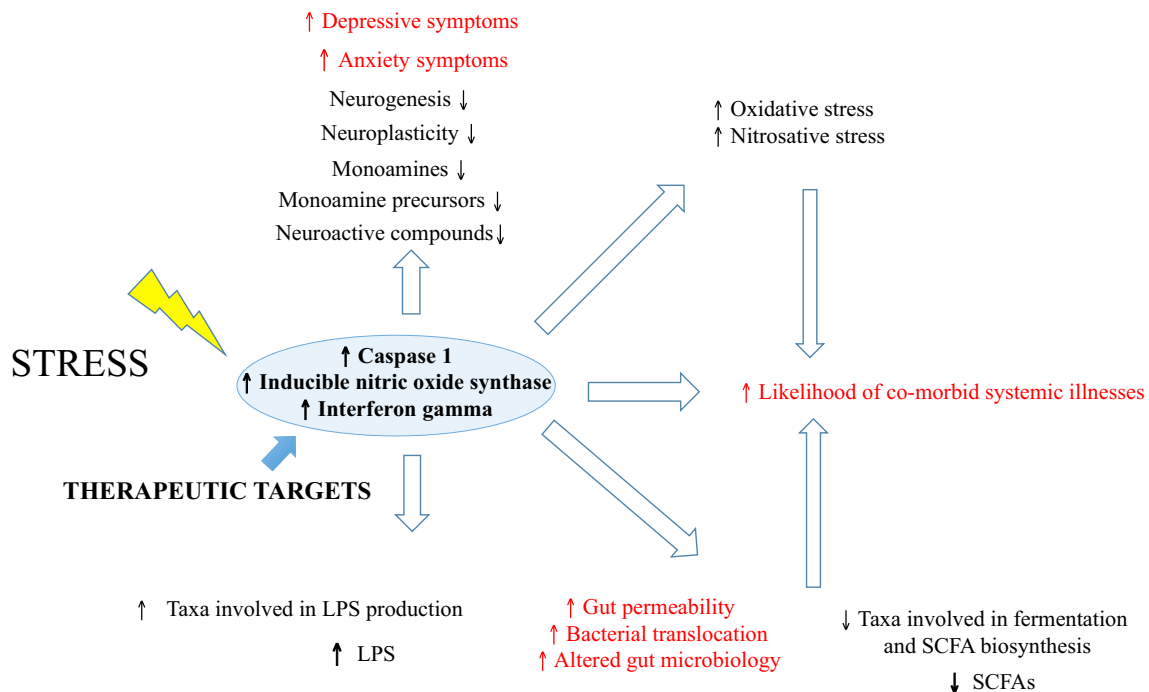 ↑ Depressive symptoms
↑ Anxiety symptoms
Neurogenesis ↓
Neuroplasticity ↓
Monoamines ↓
Monoamine precursors ↓
Neuroactive compounds↓
↑ Oxidative stress
↑ Nitrosative stress
STRESS
↑ Caspase 1
↑ Inducible nitric oxide synthase
↑ Interferon gamma
↑ Likelihood of co-morbid systemic illnesses
THERAPEUTIC TARGETS
↑ Taxa involved in LPS production
↑ LPS
↑ Gut permeability
↑ Bacterial translocation
↑ Altered gut microbiology
↓ Taxa involved in fermentation
and SCFA biosynthesis
↓ SCFAs